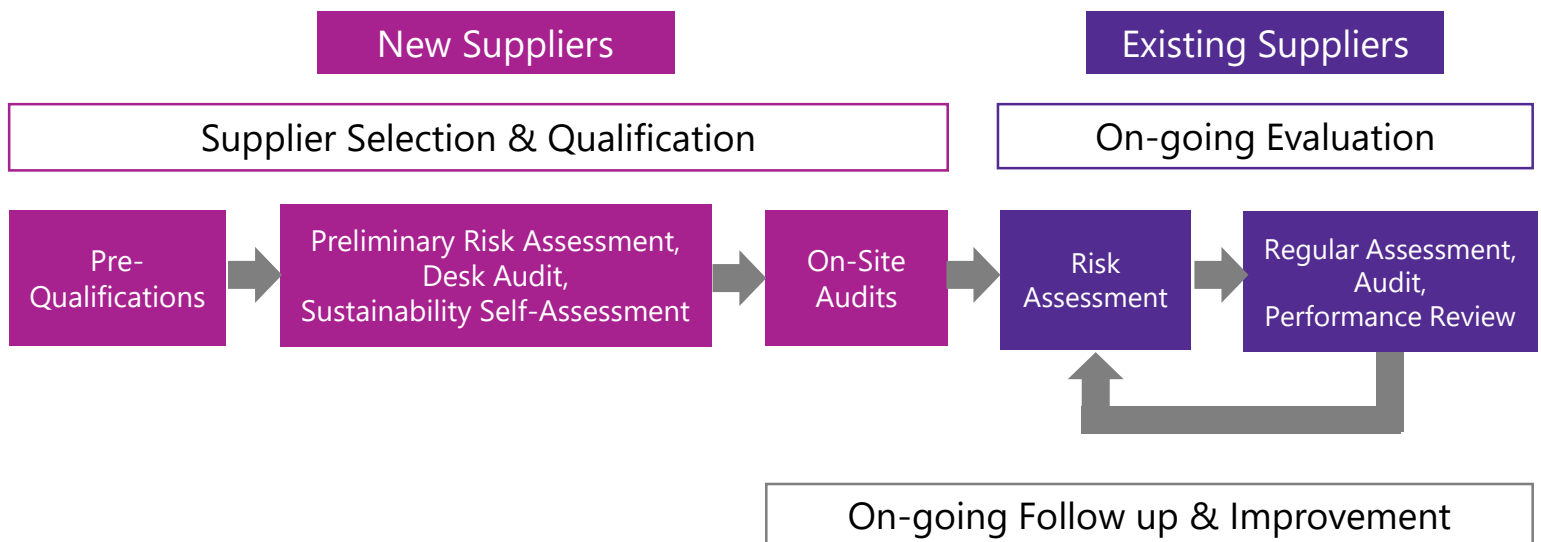 New Suppliers
Existing Suppliers
Supplier Selection & Qualification
On-going Evaluation
Pre-
Qualifications
Preliminary Risk Assessment,
Desk Audit,
Sustainability Self-Assessment
On-Site
Audits
Risk
Assessment
Regular Assessment,
Audit,
Performance Review
On-going Follow up & Improvement